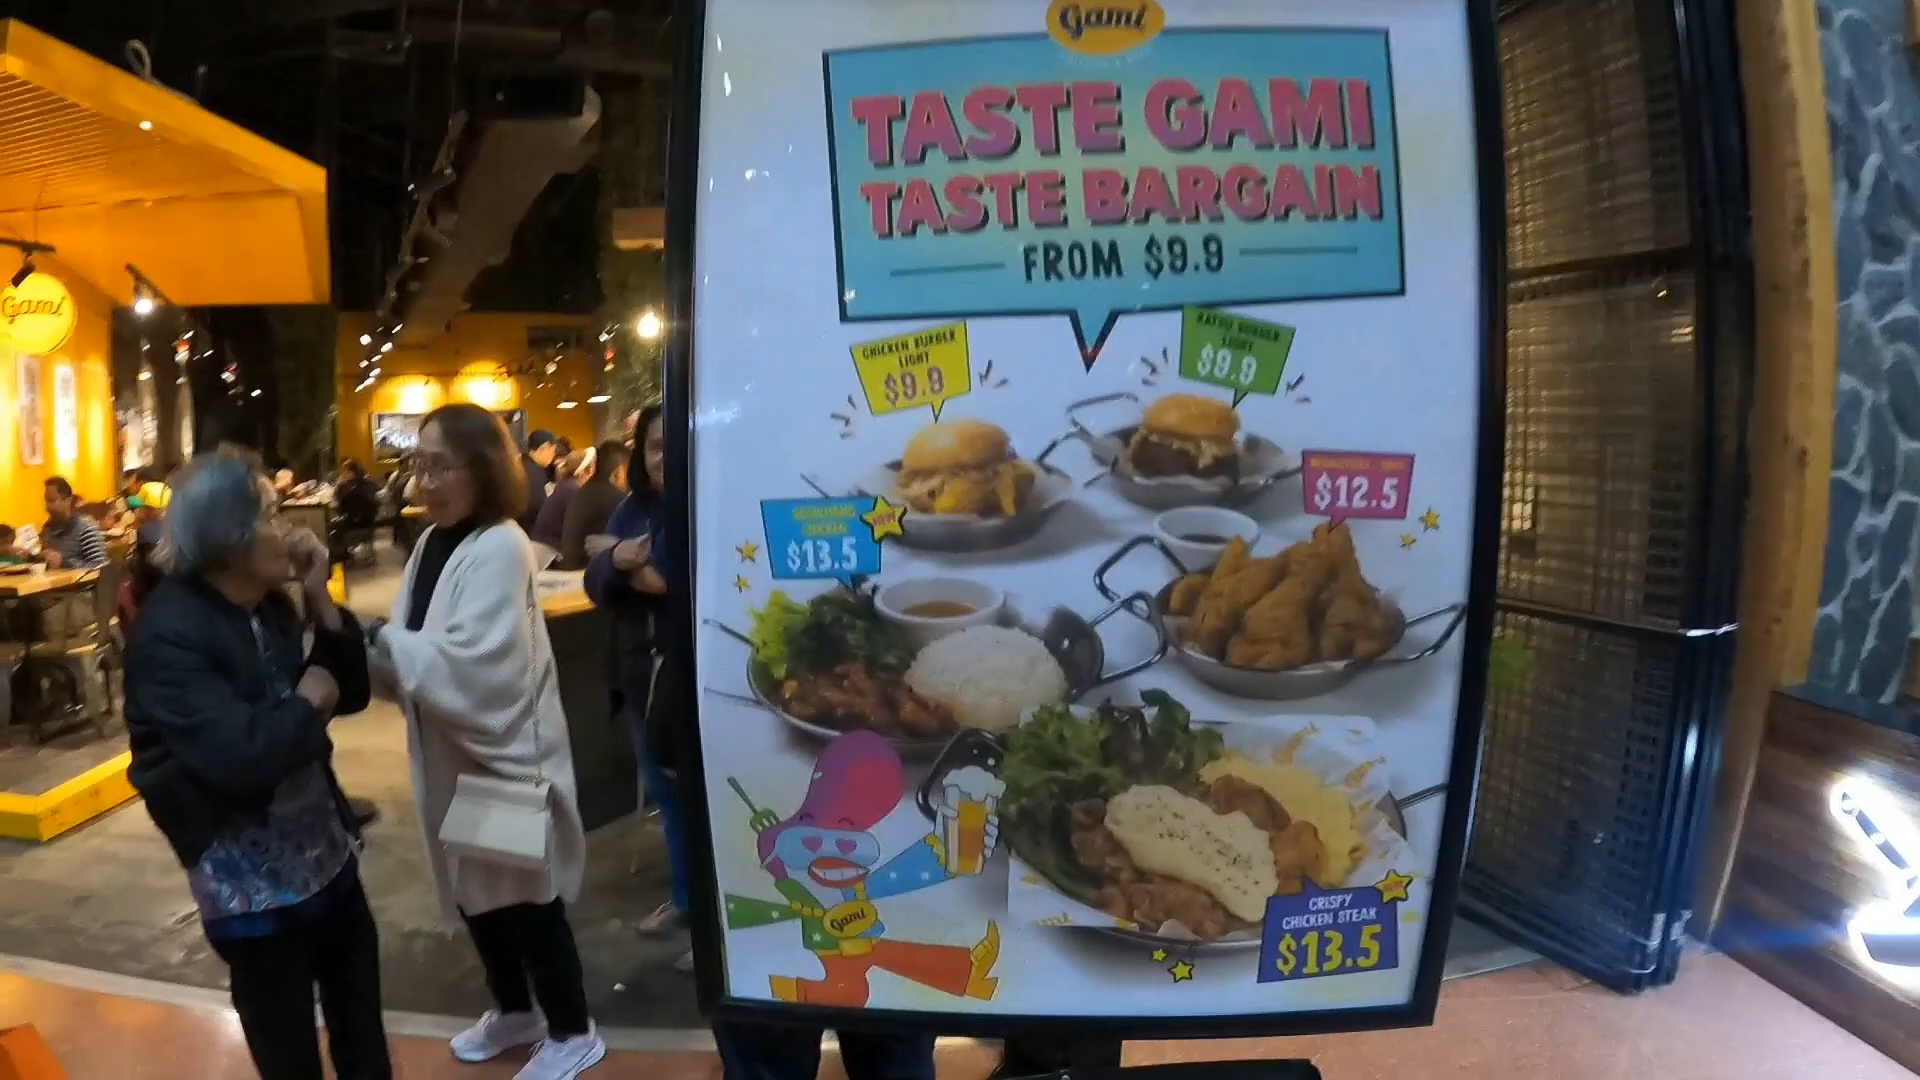 Gami
TASTE GAMI
TASTE BARGAIN
FROM $9.9
CHICKEN BURGER
LIGHT
$9.9
KATSU BURGER
LIGHT
$9.9
$12.5
CHICKEN
NEW
$13.5
Gami
Gami
NEW
CRISPY
CHICKEN STEAK
$13.5